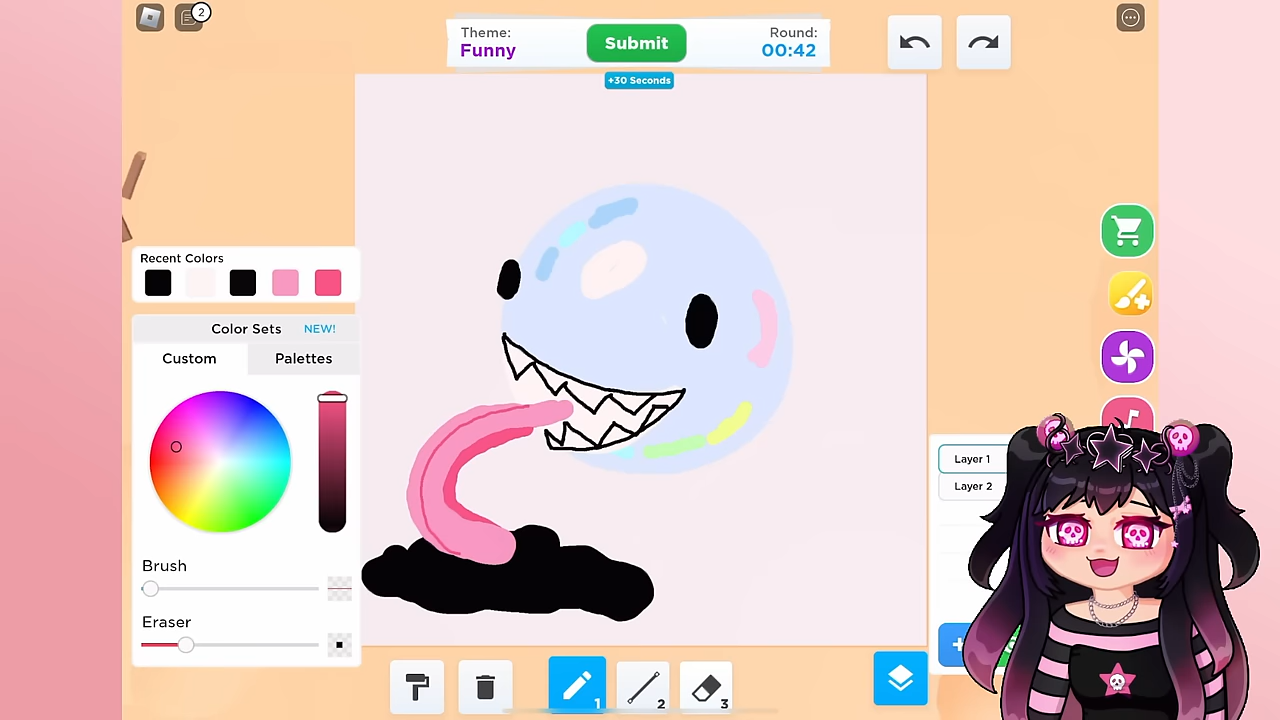 2
Theme:
Funny
Submit
Round:
00:42
+30 Seconds
Recent Colors
Color Sets NEW!
Custom
Palettes
Brush
Eraser
Layer 1
Layer 2
1
2
3